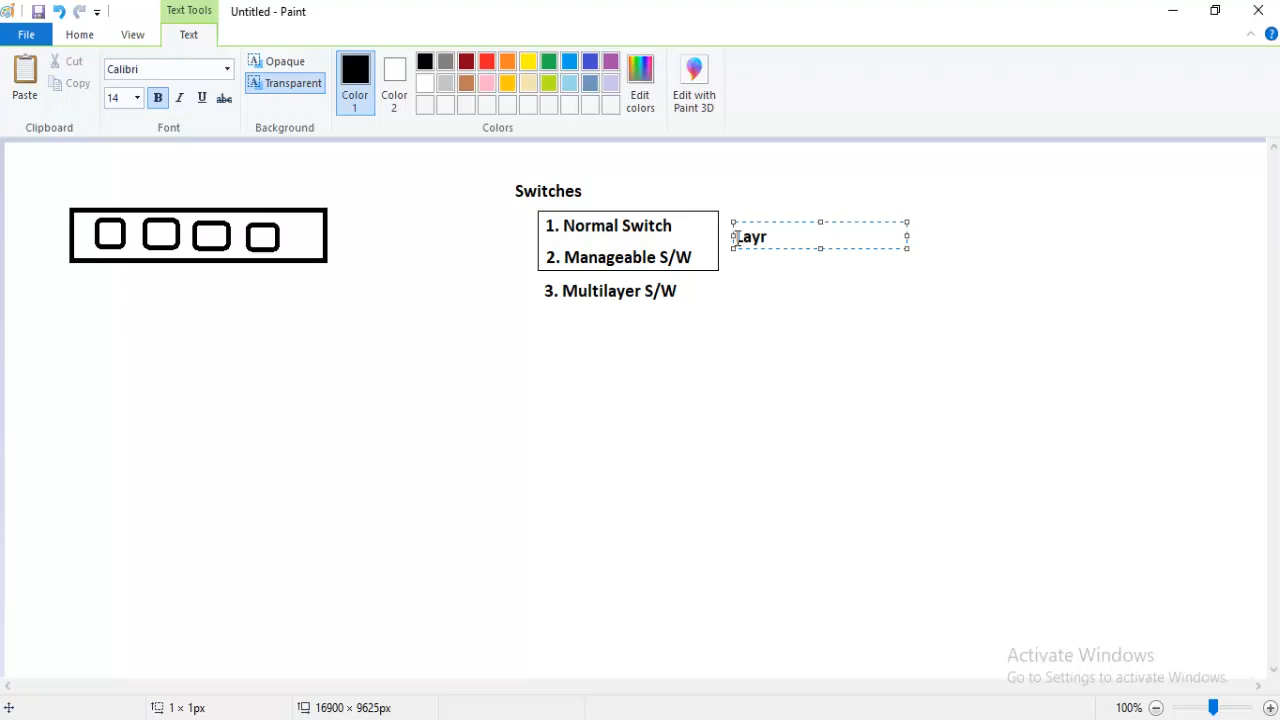 Text Tools
Untitled - Paint
File
Home
View
Text
Paste
Cut
Copy
Clipboard
Calibri
14
B I U abc
Font
Opaque
Transparent
Background
Color 1
Color 2
Edit colors
Colors
Edit with Paint 3D
Switches
1. Normal Switch
2. Manageable S/W
3. Multilayer S/W
Layr
Activate Windows
Go to Settings to activate Windows.
1 × 1px
16900 × 9625px
100%